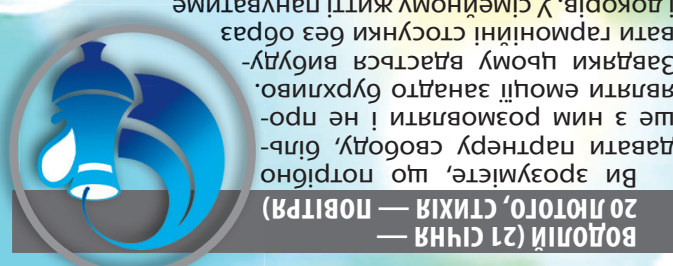 ВОДОЛІЙ (21 СІЧНЯ —
20 ЛЮТОГО, СТИХІЯ — ПОВІТРЯ)
Ви зрозумієте, що потрібно
давати партнеру свободу, біль-
ше з ним розмовляти і не про-
являти емоції занадто бурхливо.
Завдяки цьому вдасться вибуду-
вати гармонійні стосунки без образ
і докорів. У сімейному житті пануватиме